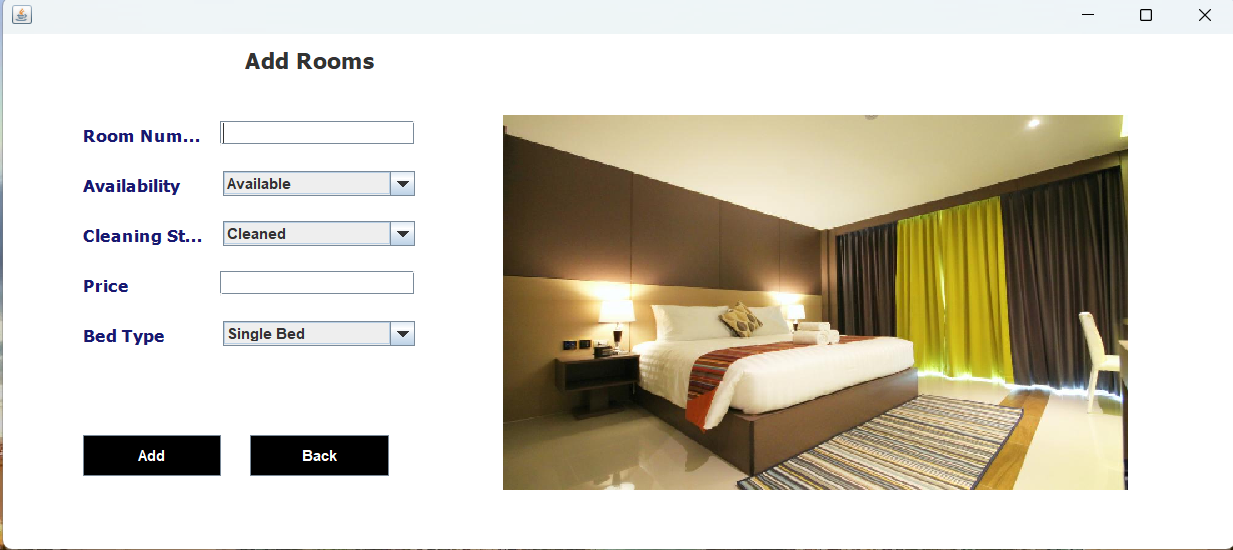 Add Rooms
Room Num...
Availability
Available
Cleaning St...
Cleaned
Price
Bed Type
Single Bed
Add
Back